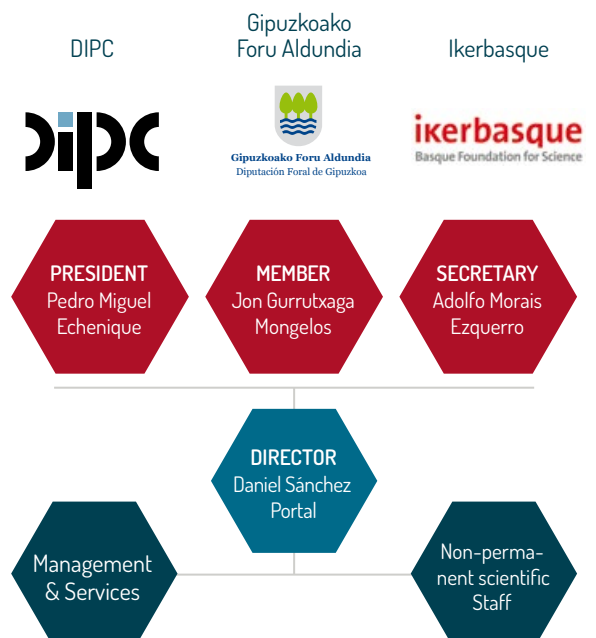 DIPC
Gipuzkoako
Foru Aldundia
Ikerbasque
dipc
Gipuzkoako Foru Aldundia
Diputación Foral de Gipuzkoa
ikerbasque
Basque Foundation for Science
PRESIDENT
Pedro Miguel
Echenique
MEMBER
Jon Gurrutxaga
Mongelos
SECRETARY
Adolfo Morais
Ezquerro
DIRECTOR
Daniel Sánchez
Portal
Management
& Services
Non-perma-
nent scientific
Staff